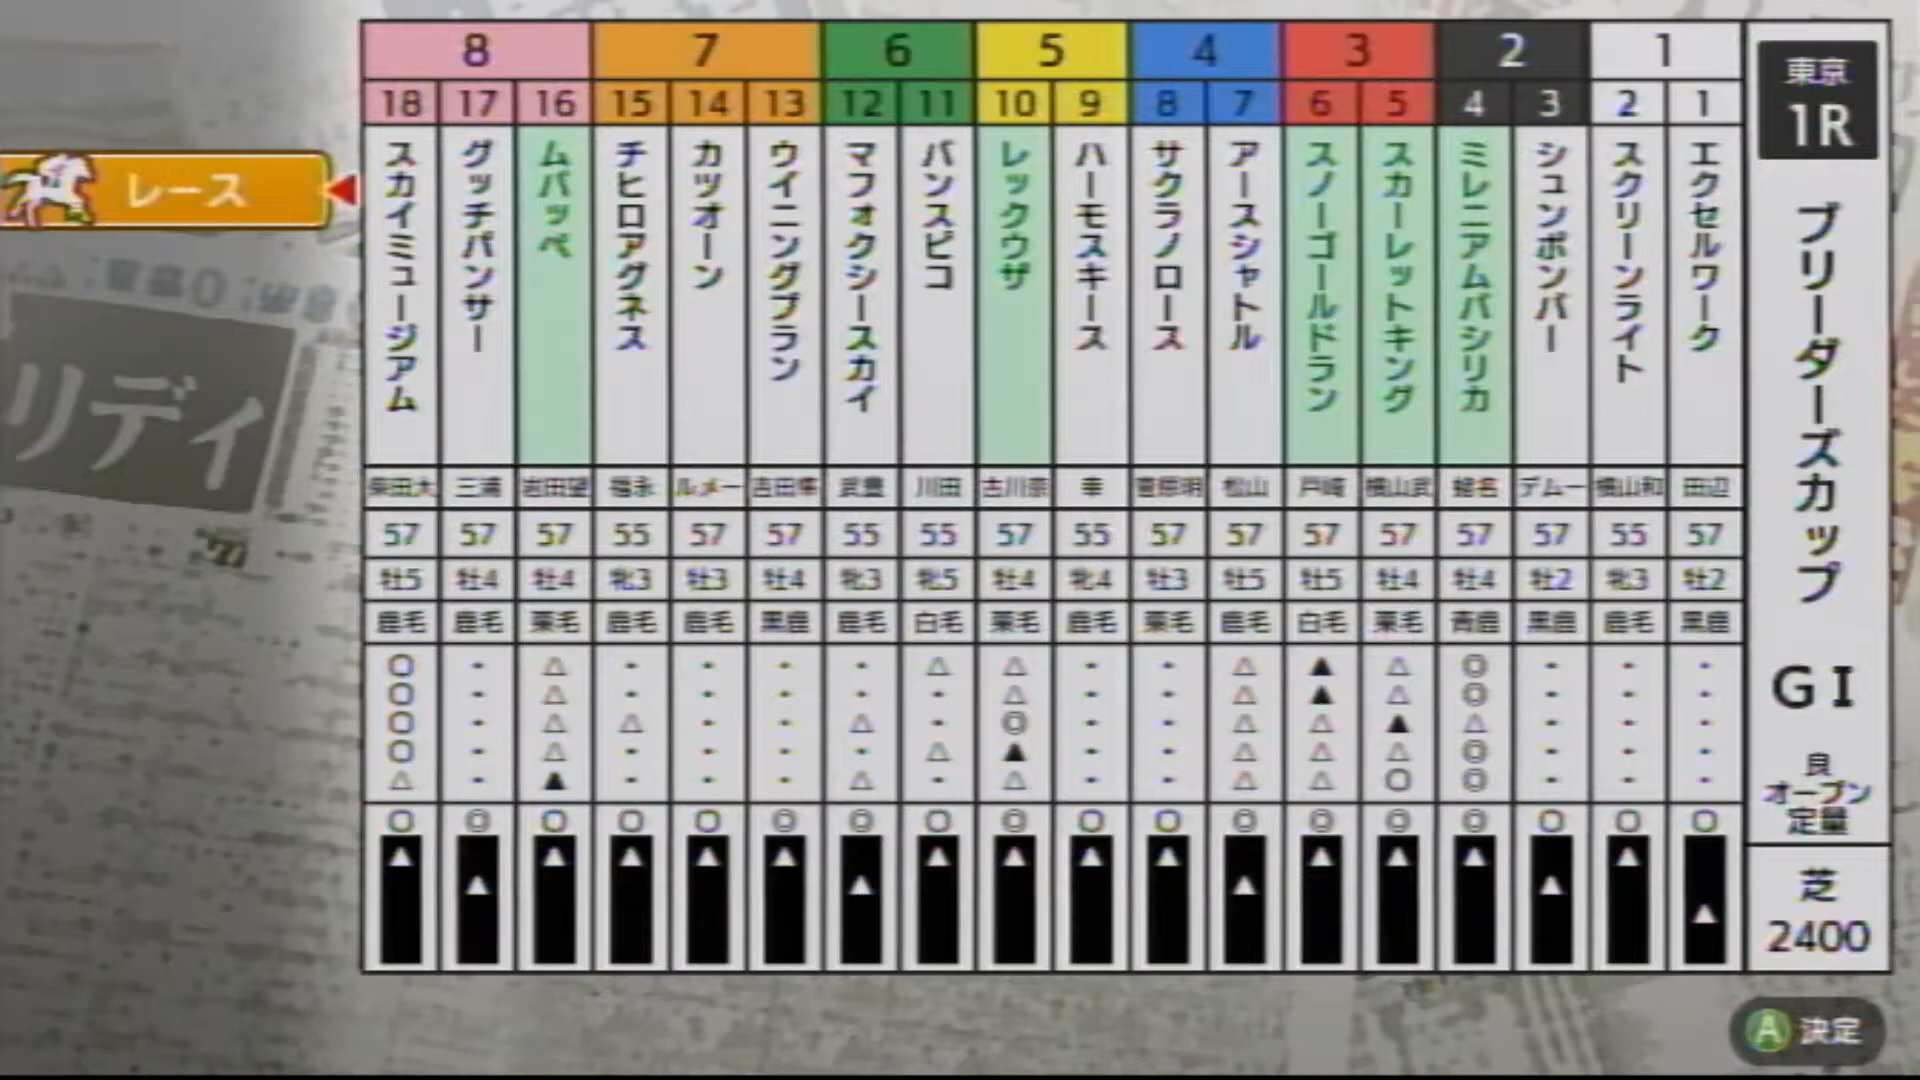 レース
東京
1R
ブリーダーズカップ
GI
良
オープン
定量
芝
2400
1 2 3 4 5 6 7 8
1 エクセルワーク 田辺 57 牡2 黒鹿 - - - - - ○ △
2 スクリーンライト 横山和 55 牝3 鹿毛 - - - - - ○ △
3 シュンボンバー デムー 57 牡2 黒鹿 - - - - - ○ △
4 ミレニアムバシリカ 蛯名 57 牡4 青鹿 ◎ ◎ △ ◎ ◎ ◎ △
5 スカーレットキング 横山武 57 牡4 栗毛 △ △ ▲ △ ○ ◎ △
6 スノーゴールドラン 戸崎 57 牡5 白毛 ▲ ▲ △ △ △ ◎ △
7 アースシャトル 松山 57 牡5 鹿毛 △ △ △ △ △ ◎ △
8 サクラノロース 菅原明 57 牡3 栗毛 - - - - - ○ △
9 ハーモスキース 幸 55 牝4 鹿毛 - - - - - ○ △
10 レックウザ 57 牡4 栗毛 △ △ ◎ ▲ △ ◎ △
11 バンスピコ 川田 55 牝5 白毛 △ - - △ - ○ △
12 マフォクシースカイ 武豊 55 牝3 鹿毛 - - △ - △ ◎ △
13 ウイニングプラン 吉田隼 57 牡4 黒鹿 - - - - - ◎ △
14 カツオーン ルメー 57 牡3 鹿毛 - - - - - ○ △
15 チヒロアグネス 福永 55 牝3 鹿毛 - - △ - - ○ △
16 ムバッペ 岩田望 57 牡4 栗毛 △ △ △ △ ▲ ○ △
17 グッチパンサー 三浦 57 牡4 鹿毛 - - - - - ◎ △
18 スカイミュージアム 柴田大 57 牡5 鹿毛 ○ ○ ○ ○ △ ○ △
リディ
A 決定